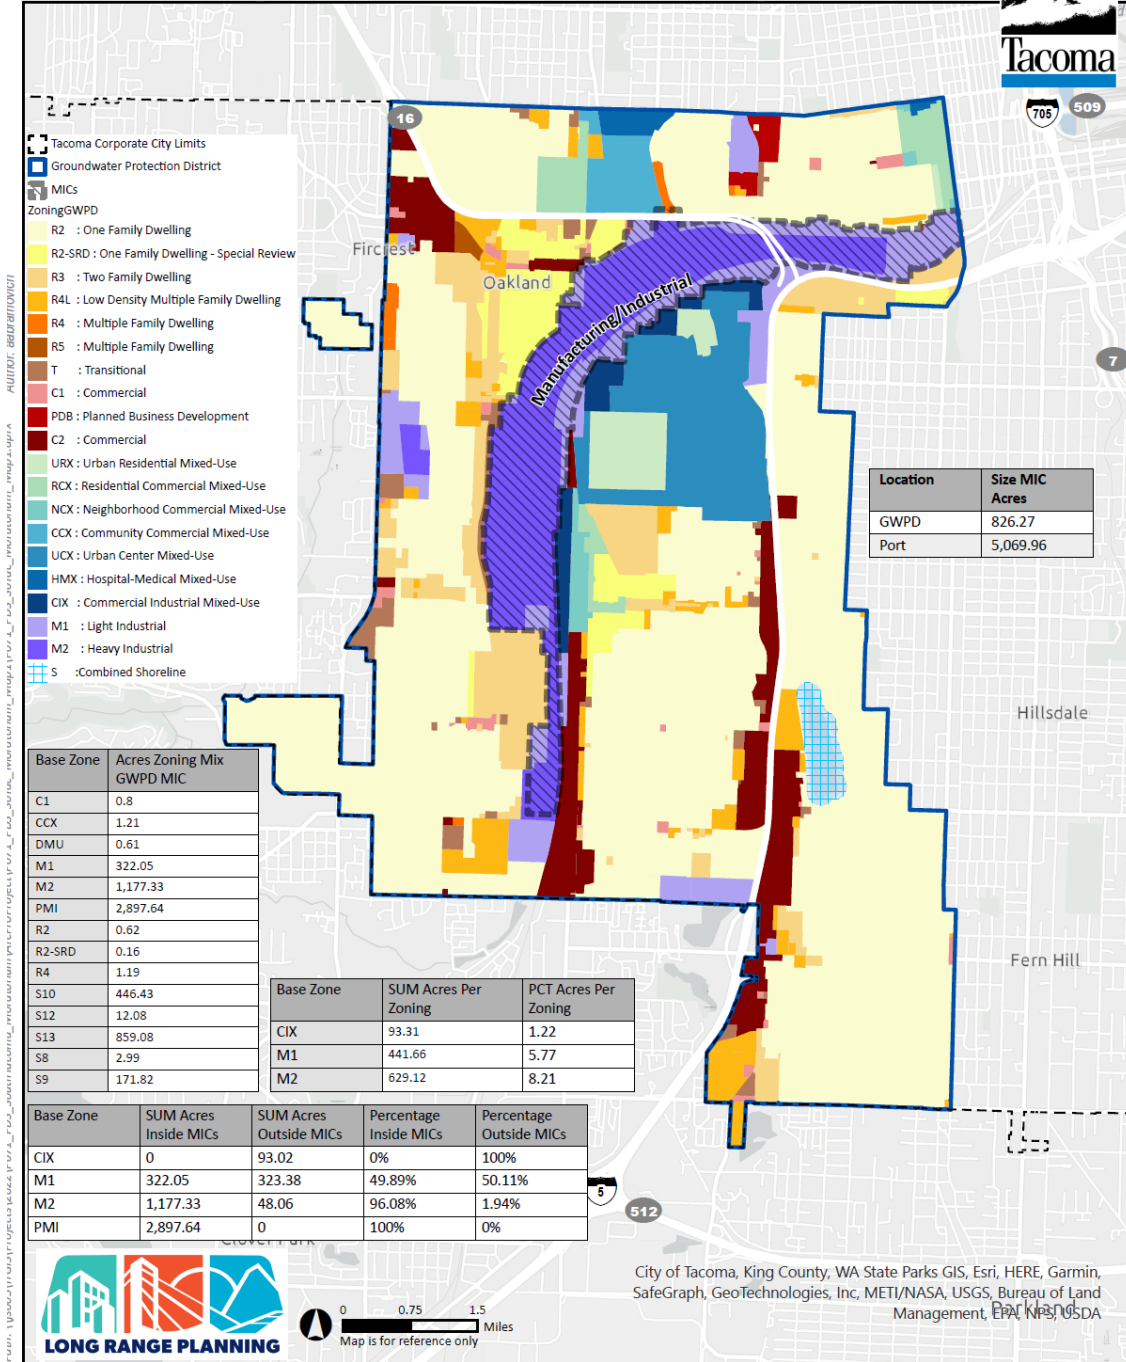 Tacoma
705
509
16
Tacoma Corporate City Limits
Groundwater Protection District
MICs
ZoningGWPD
R2 : One Family Dwelling
R2-SRD : One Family Dwelling - Special Review
R3 : Two Family Dwelling
R4L : Low Density Multiple Family Dwelling
R4 : Multiple Family Dwelling
R5 : Multiple Family Dwelling
T : Transitional
C1 : Commercial
PDB : Planned Business Development
C2 : Commercial
URX : Urban Residential Mixed-Use
RCX : Residential Commercial Mixed-Use
NCX : Neighborhood Commercial Mixed-Use
CCX : Community Commercial Mixed-Use
UCX : Urban Center Mixed-Use
HMX : Hospital-Medical Mixed-Use
CIX : Commercial Industrial Mixed-Use
M1 : Light Industrial
M2 : Heavy Industrial
S :Combined Shoreline
Fircrest
Oakland
Manufacturing/Industrial
7
Location Size MIC
Acres
GWPD 826.27
Port 5,069.96
Hillsdale
Fern Hill
Base Zone Acres Zoning Mix
GWPD MIC
C1 0.8
CCX 1.21
DMU 0.61
M1 322.05
M2 1,177.33
PMI 2,897.64
R2 0.62
R2-SRD 0.16
R4 1.19
S10 446.43
S12 12.08
S13 859.08
S8 2.99
S9 171.82
Base Zone SUM Acres Per PCT Acres Per
Zoning Zoning
CIX 93.31 1.22
M1 441.66 5.77
M2 629.12 8.21
Base Zone SUM Acres SUM Acres Percentage Percentage
Inside MICs Outside MICs Inside MICs Outside MICs
CIX 0 93.02 0% 100%
M1 322.05 323.38 49.89% 50.11%
M2 1,177.33 48.06 96.08% 1.94%
PMI 2,897.64 0 100% 0%
5
512
Clover Park
LONG RANGE PLANNING
0 0.75 1.5
Miles
Map is for reference only
City of Tacoma, King County, WA State Parks GIS, Esri, HERE, Garmin,
SafeGraph, GeoTechnologies, Inc, METI/NASA, USGS, Bureau of Land
Management, EPA, NPS, USDA
Parkland